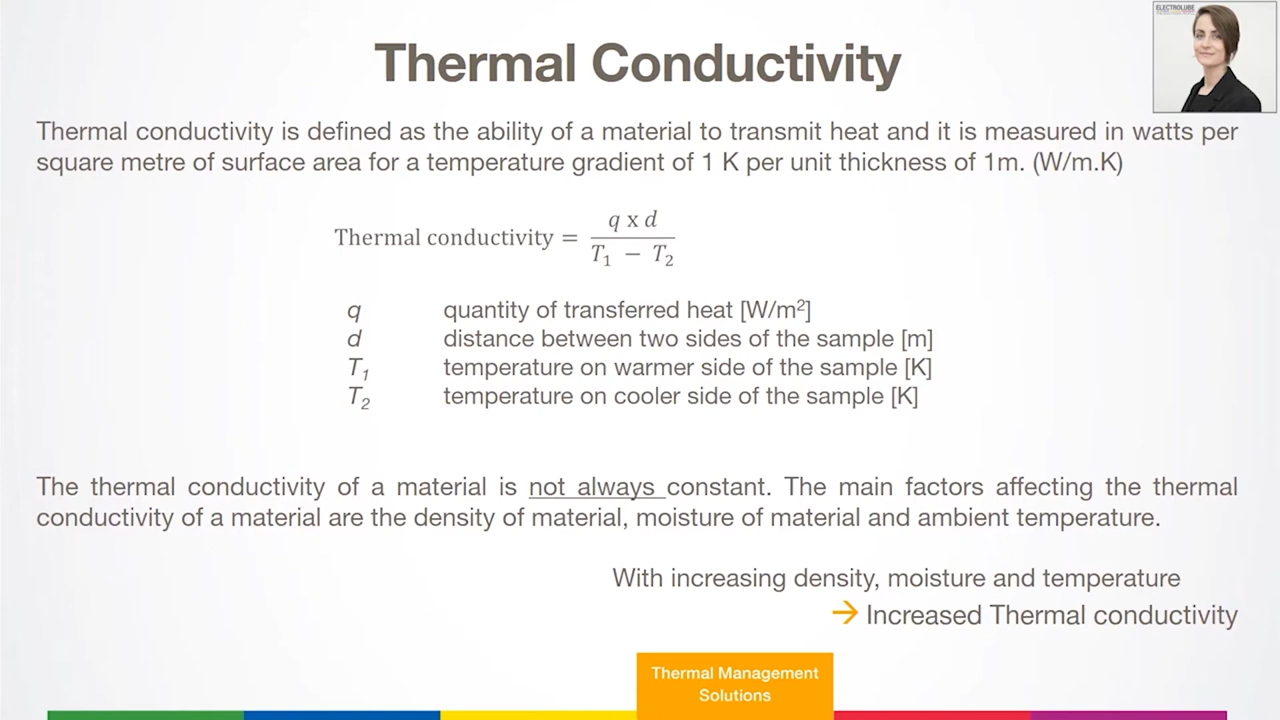 ELECTROLUBE
Thermal Conductivity
Thermal conductivity is defined as the ability of a material to transmit heat and it is measured in watts per
square metre of surface area for a temperature gradient of 1 K per unit thickness of 1m. (W/m.K)
Thermal conductivity = q x d / T₁ − T₂
q quantity of transferred heat [W/m²]
d distance between two sides of the sample [m]
T₁ temperature on warmer side of the sample [K]
T₂ temperature on cooler side of the sample [K]
The thermal conductivity of a material is not always constant. The main factors affecting the thermal
conductivity of a material are the density of material, moisture of material and ambient temperature.
With increasing density, moisture and temperature
→ Increased Thermal conductivity
Thermal Management
Solutions